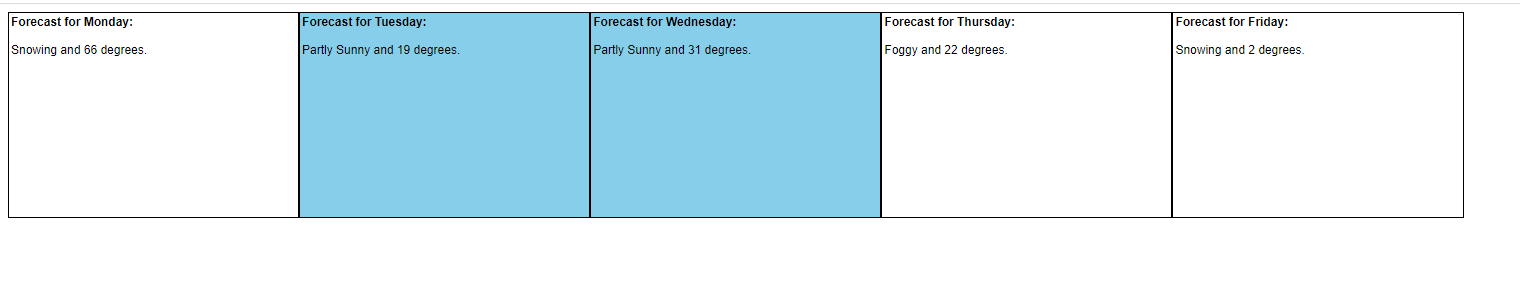 Forecast for Monday:
Snowing and 66 degrees.
Forecast for Tuesday:
Partly Sunny and 19 degrees.
Forecast for Wednesday:
Partly Sunny and 31 degrees.
Forecast for Thursday:
Foggy and 22 degrees.
Forecast for Friday:
Snowing and 2 degrees.